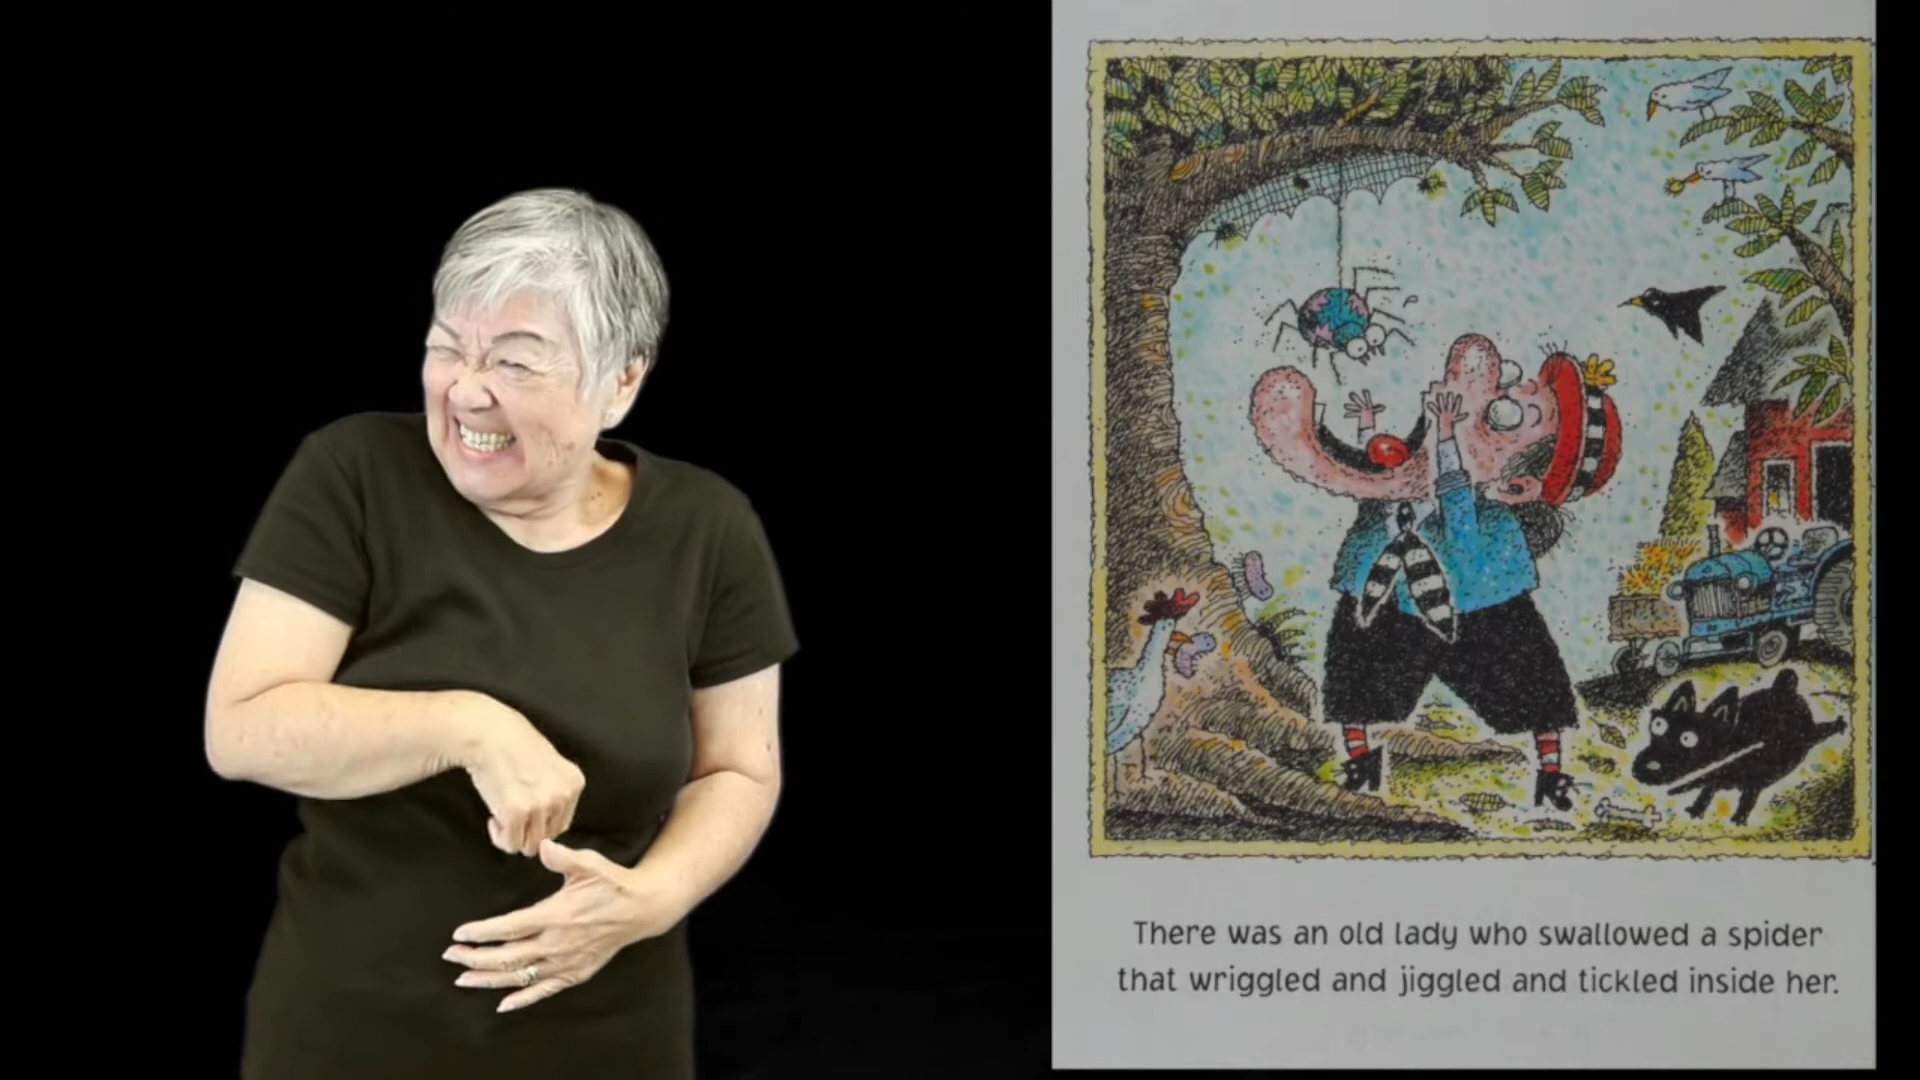 There was an old lady who swallowed a spider
that wriggled and jiggled and tickled inside her.